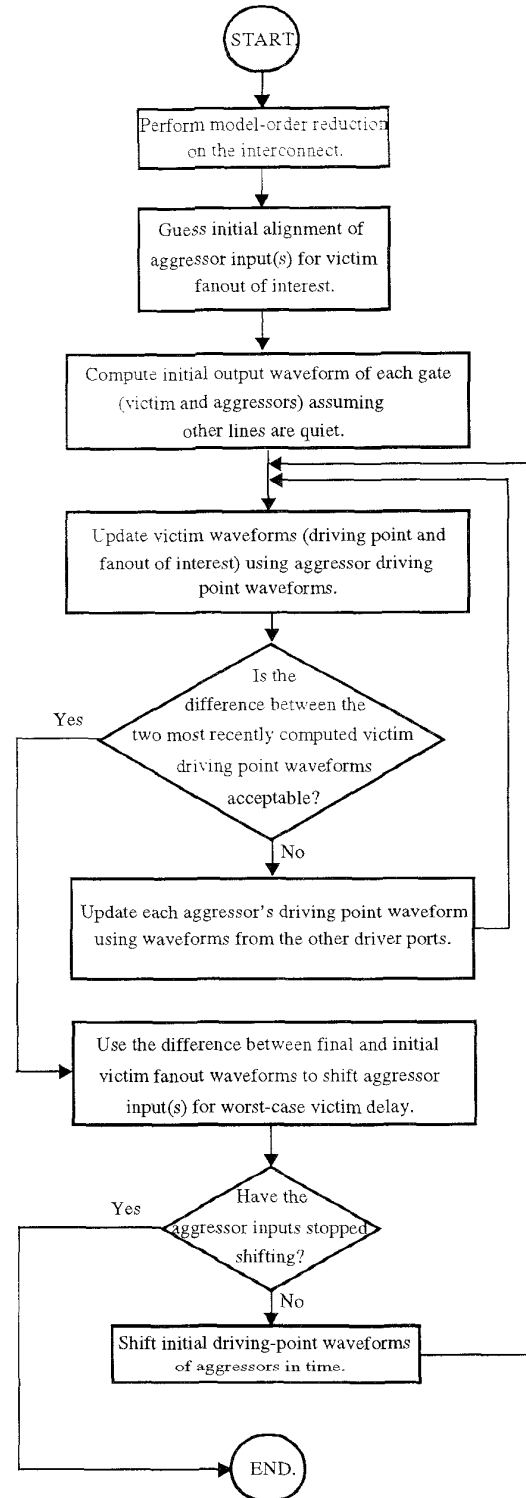 START.
Perform model-order reduction
on the interconnect.
Guess initial alignment of
aggressor input(s) for victim
fanout of interest.
Compute initial output waveform of each gate
(victim and aggressors) assuming
other lines are quiet.
Update victim waveforms (driving point and
fanout of interest) using aggressor driving
point waveforms.
Is the
difference between the
two most recently computed victim
driving point waveforms
acceptable?
Yes
No
Update each aggressor's driving point waveform
using waveforms from the other driver ports.
Use the difference between final and initial
victim fanout waveforms to shift aggressor
input(s) for worst-case victim delay.
Have the
aggressor inputs stopped
shifting?
Yes
No
Shift initial driving-point waveforms
of aggressors in time.
END.